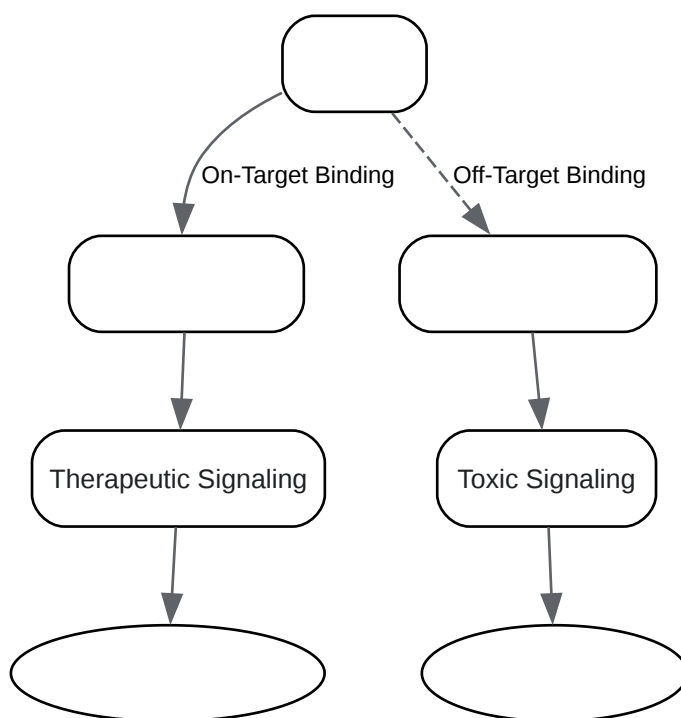 On-Target Binding
Off-Target Binding
Therapeutic Signaling
Toxic Signaling